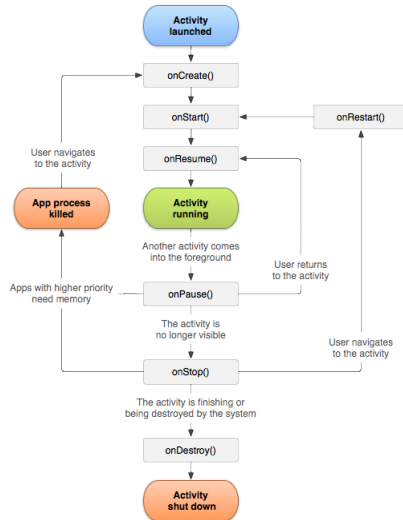 Activity
launched
onCreate()
onStart()
onRestart()
User navigates
to the activity
onResume()
App process
killed
Activity
running
Another activity comes
into the foreground
User returns
to the activity
Apps with higher priority
need memory
onPause()
The activity is
no longer visible
User navigates
to the activity
onStop()
The activity is finishing or
being destroyed by the system
onDestroy()
Activity
shut down